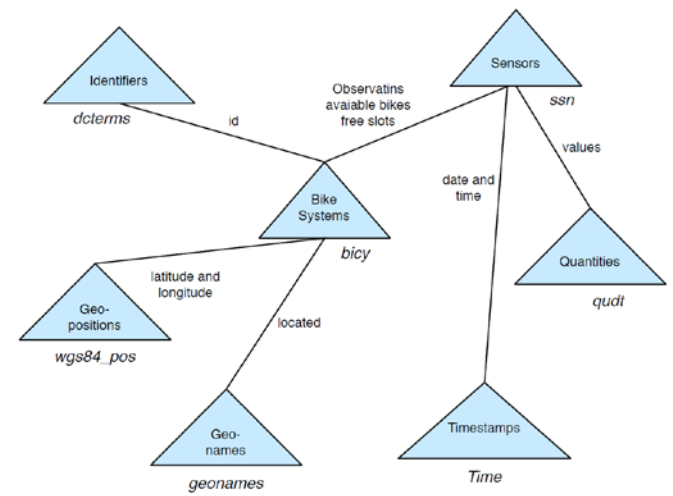 Identifiers
dcterms
id
Observatins
avaiable bikes
free slots
Sensors
ssn
values
date and
time
Bike
Systems
bicy
Quantities
qudt
latitude and
longitude
Geo-
positions
wgs84_pos
located
Geo-
names
geonames
Timestamps
Time